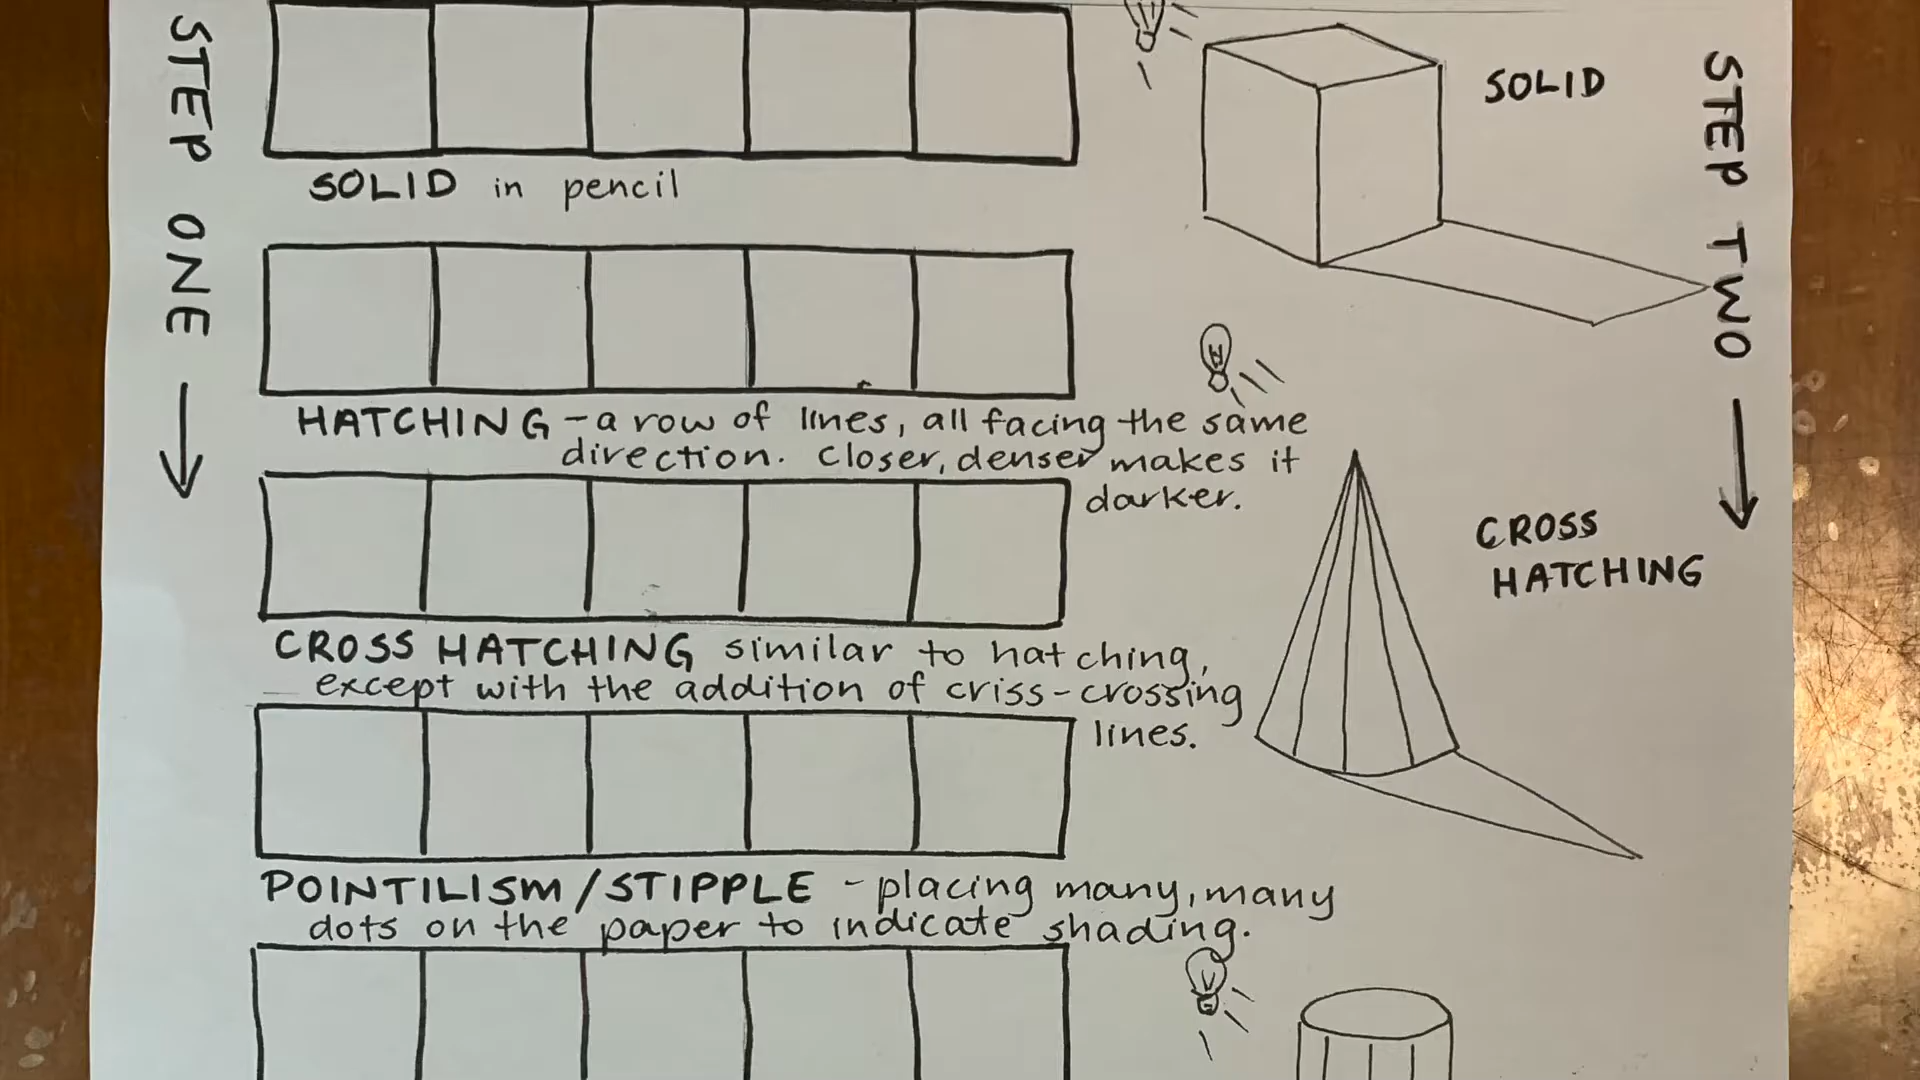 STEP ONE
SOLID in pencil
HATCHING - a row of lines, all facing the same
direction. Closer, denser makes it
darker.
CROSS HATCHING similar to hatching,
except with the addition of criss-crossing
lines.
POINTILISM/STIPPLE - placing many, many
dots on the paper to indicate shading.
STEP TWO
SOLID
CROSS
HATCHING